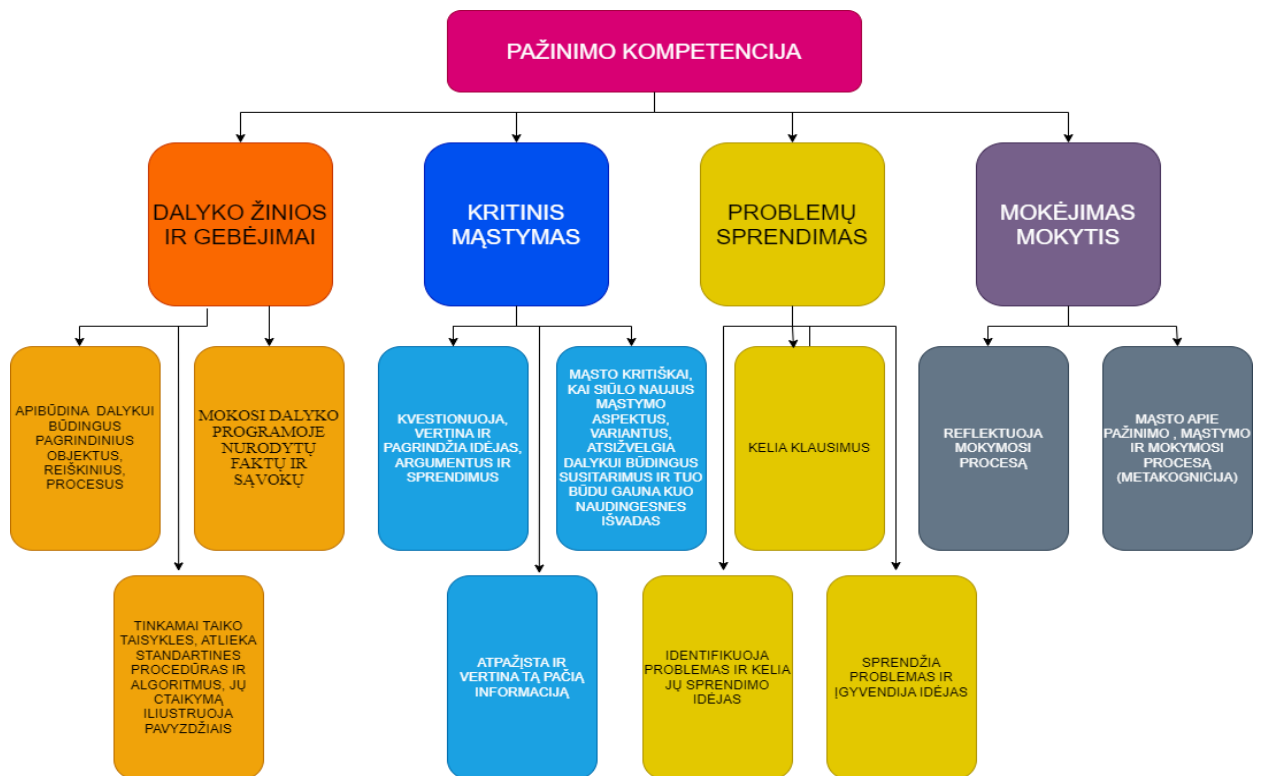 PAŽINIMO KOMPETENCIJA
DALYKO ŽINIOS
IR GEBĖJIMAI
KRITINIS
MĄSTYMAS
PROBLEMŲ
SPRENDIMAS
MOKĖJIMAS
MOKYTIS
APIBŪDINA DALYKUI
BŪDINGUS
PAGRINDINIUS
OBJEKTUS,
REIŠKINIUS,
PROCESUS
MOKOSI DALYKO
PROGRAMOJE
NURODYTŲ
FAKTŲ IR
SĄVOKŲ
KVESTIONUOJA,
VERTINA IR
PAGRINDŽIA IDĖJAS,
ARGUMENTUS IR
SPRENDIMUS
MĄSTO KRITIŠKAI,
KAI SIŪLO NAUJUS
MĄSTYMO
ASPEKTUS,
VARIANTUS,
ATSIŽVELGIA
DALYKUI BŪDINGUS
SUSITARIMUS IR TUO
BŪDU GAUNA KUO
NAUDINGESNES
IŠVADAS
KELIA KLAUSIMUS
REFLEKTUOJA
MOKYMOSI
PROCESĄ
MĄSTO APIE
PAŽINIMO , MĄSTYMO
IR MOKYMOSI
PROCESĄ
(METAKOGNICIJA)
TINKAMAI TAIKO
TAISYKLES, ATLIEKA
STANDARTINES
PROCEDŪRAS IR
ALGORITMUS, JŲ
CTAIKYMĄ
ILIUSTRUOJA
PAVYZDŽIAIS
ATPAŽĮSTA IR
VERTINA TĄ PAČIĄ
INFORMACIJĄ
IDENTIFIKUOJA
PROBLEMAS IR KELIA
JŲ SPRENDIMO
IDĖJAS
SPRENDŽIA
PROBLEMAS IR
ĮGYVENDIJA IDĖJAS